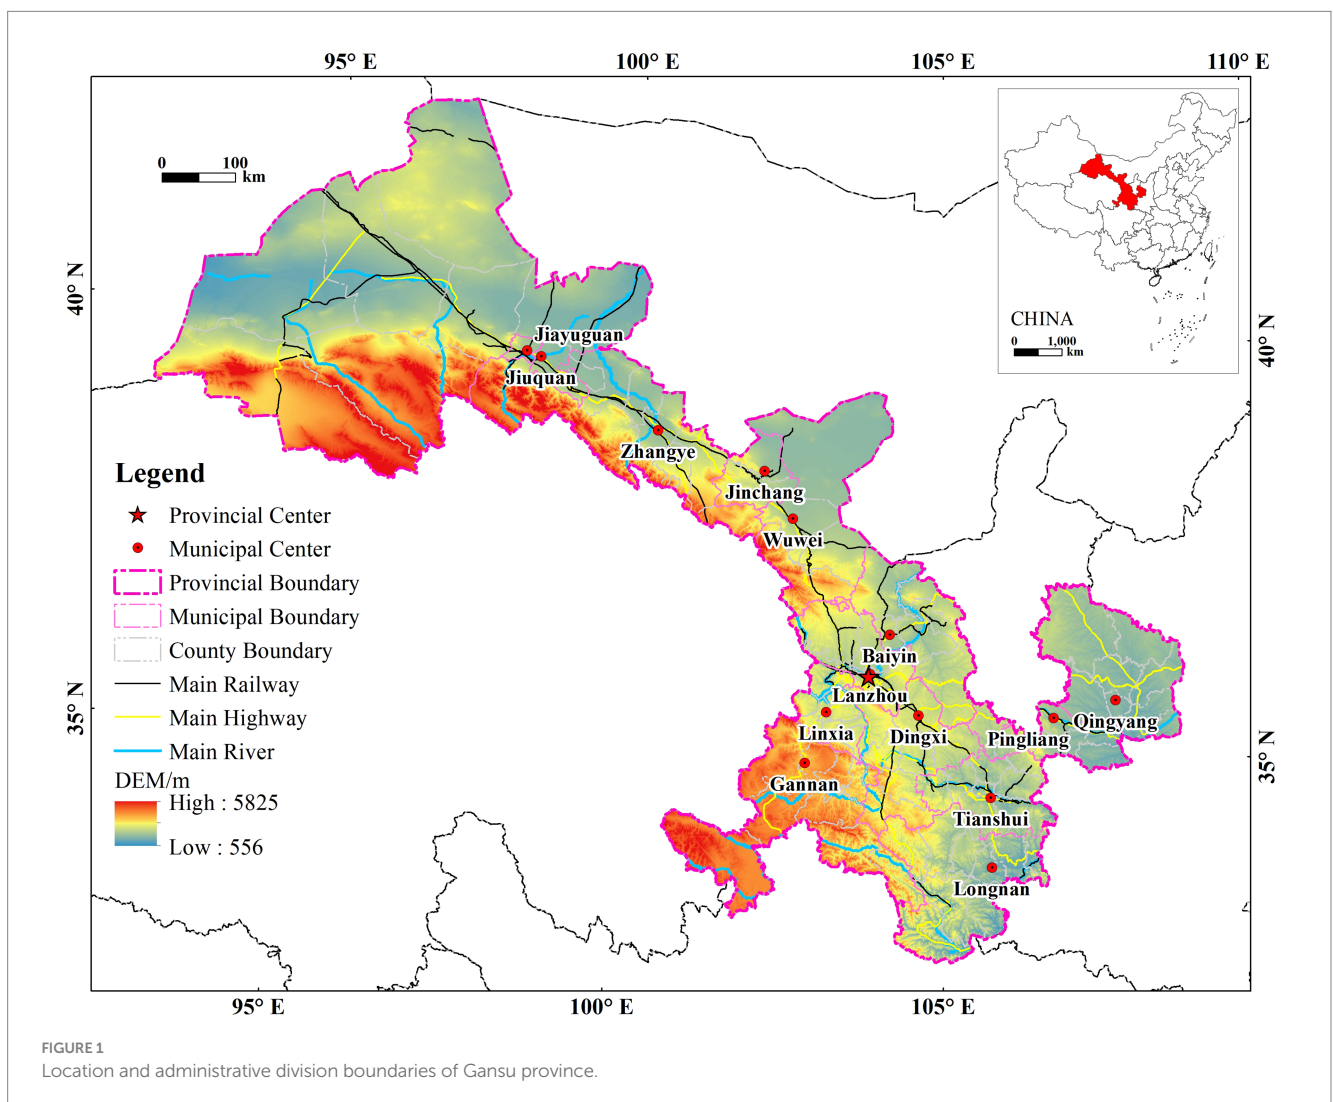 95° E 100° E 105° E 110° E
0 100
km
CHINA
0 1,000
km
40° N
40° N
Jiayuguan
Jiuquan
Zhangye
Jinchang
Wuwei
Baiyin
Lanzhou
Linxia
Dingxi
Pingliang
Qingyang
Gannan
Tianshui
Longnan
35° N
35° N
Legend
Provincial Center
Municipal Center
Provincial Boundary
Municipal Boundary
County Boundary
Main Railway
Main Highway
Main River
DEM/m
High : 5825
Low : 556
95° E 100° E 105° E
FIGURE 1
Location and administrative division boundaries of Gansu province.